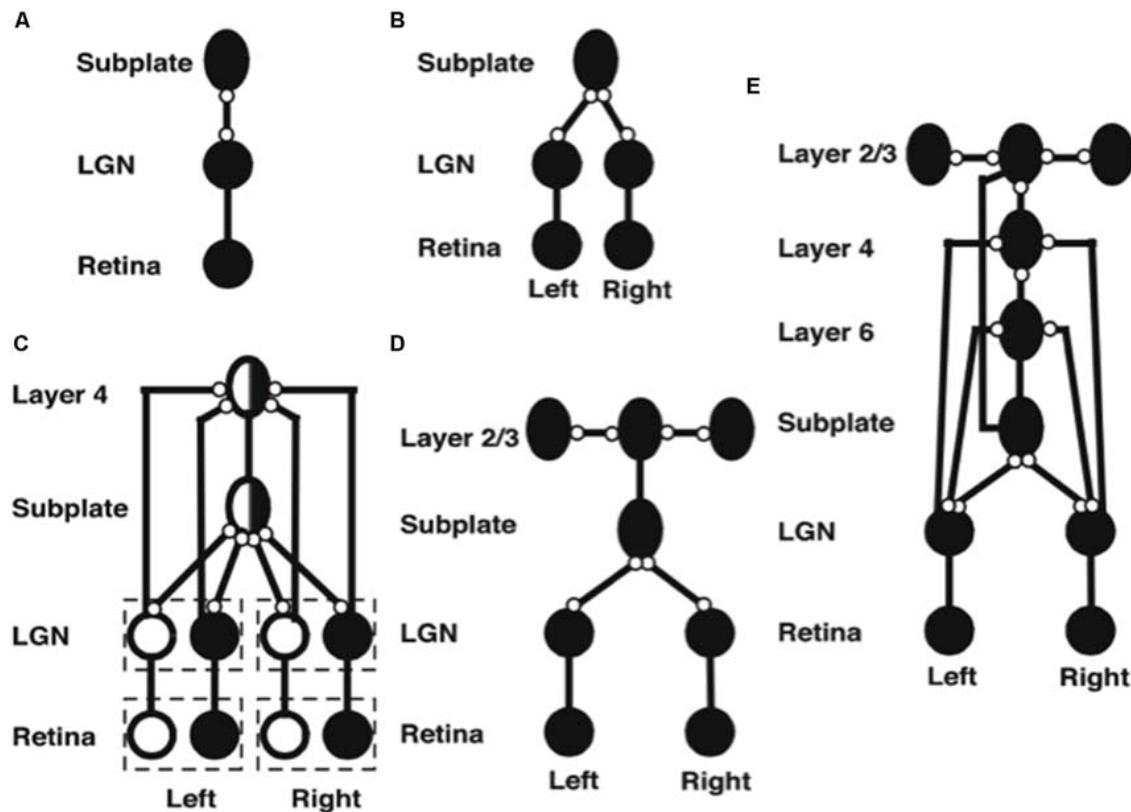 A
Subplate
LGN
Retina
B
Subplate
LGN
Retina
Left Right
C
Layer 4
Subplate
LGN
Retina
Left Right
D
Layer 2/3
Subplate
LGN
Retina
Left Right
E
Layer 2/3
Layer 4
Layer 6
Subplate
LGN
Retina
Left Right